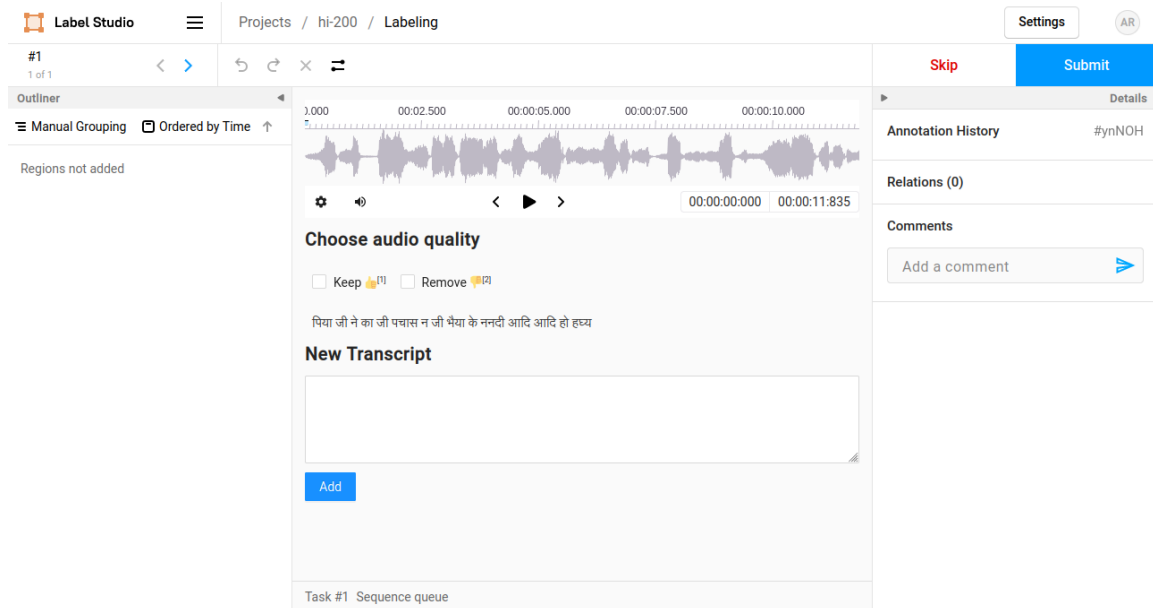 Label Studio
Projects / hi-200 / Labeling
Settings
AR
#1
1 of 1
Skip
Submit
Outliner
Details
Manual Grouping
Ordered by Time
Regions not added
0.000 00:02.500 00:00:05.000 00:00:07.500 00:00:10.000
00:00:00:000 00:00:11:835
Choose audio quality
Keep 👍[1] Remove 👎[2]
पिया जी ने का जी पचास न जी भैया के ननदी आदि आदि हो हघ्य
New Transcript
Add
Task #1 Sequence queue
Annotation History #ynNOH
Relations (0)
Comments
Add a comment